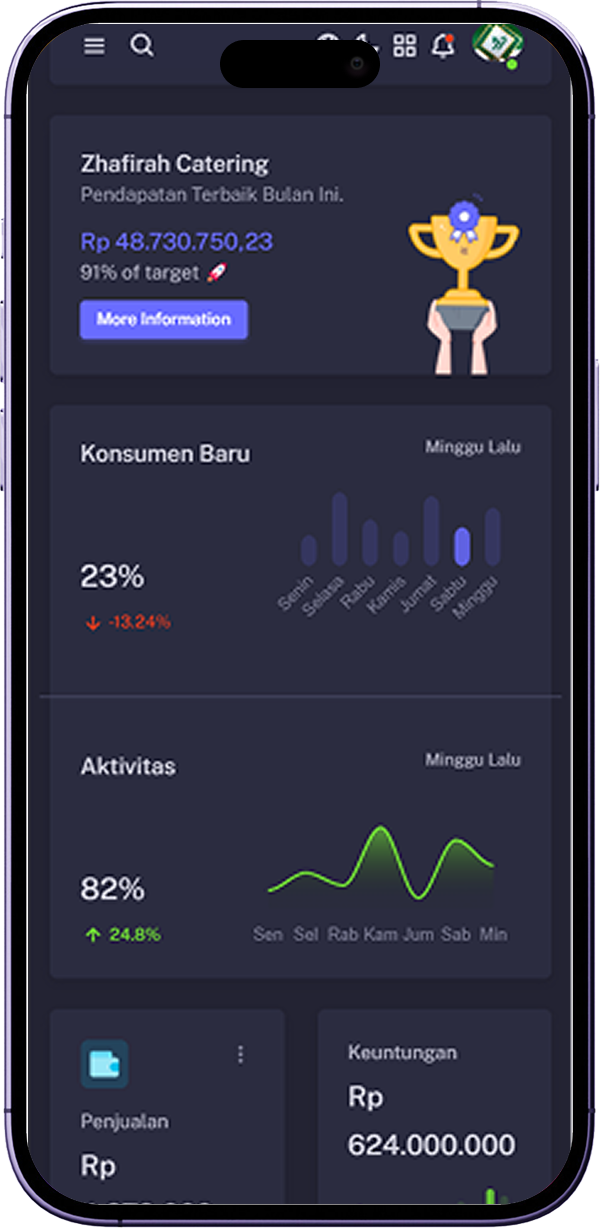 Zhafirah Catering
Pendapatan Terbaik Bulan Ini.
Rp 48.730.750,23
91% of target 🚀
More Information
Konsumen Baru
Minggu Lalu
23%
-13.24%
Senin Selasa Rabu Kamis Jumat Sabtu Minggu
Aktivitas
Minggu Lalu
82%
24.8%
Sen Sel Rab Kam Jum Sab Min
Penjualan
Rp
Keuntungan
Rp
624.000.000